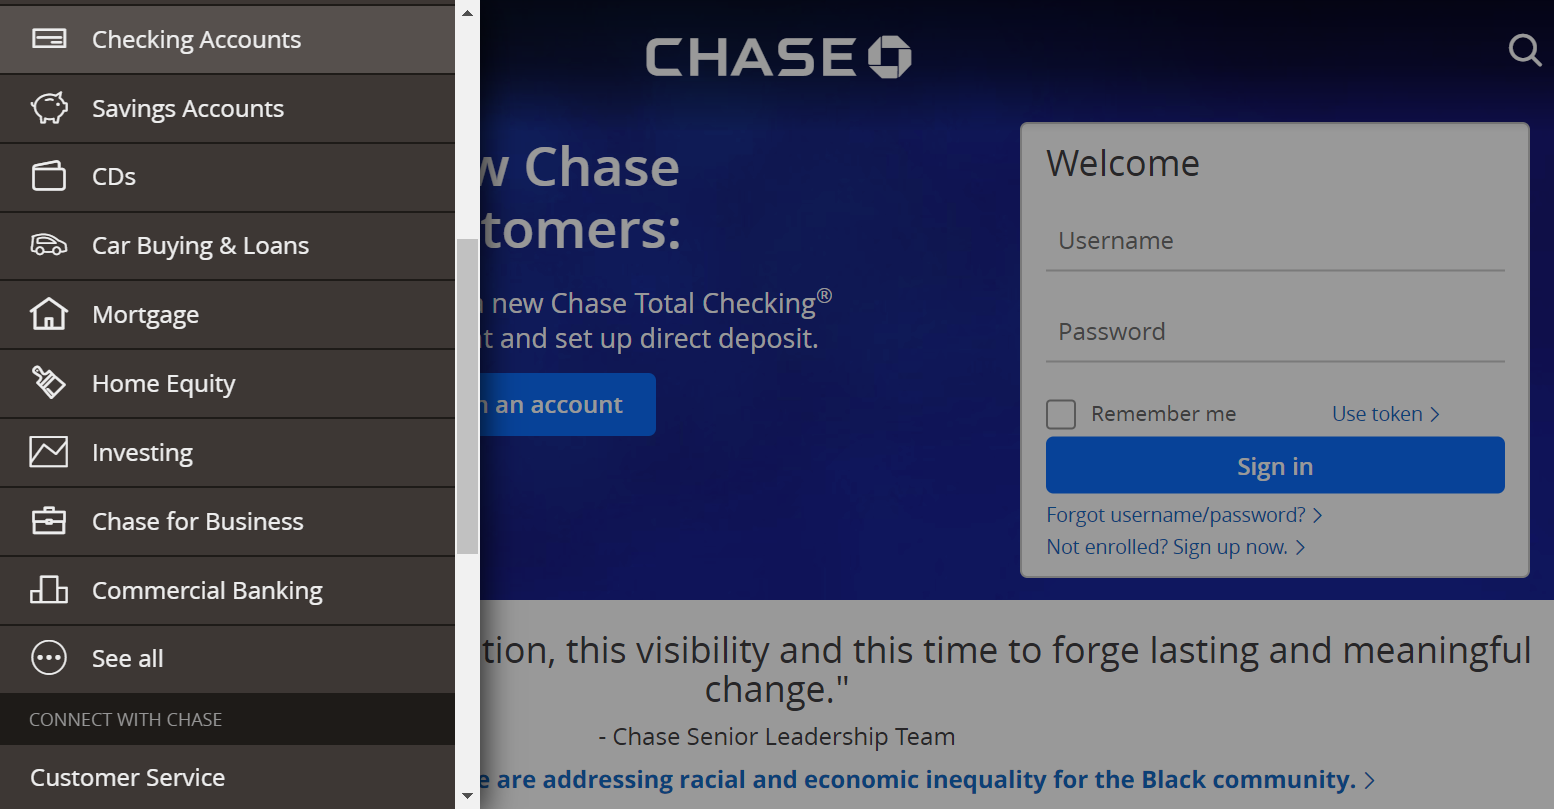 Checking Accounts
Savings Accounts
CDs
Car Buying & Loans
Mortgage
Home Equity
Investing
Chase for Business
Commercial Banking
See all
CONNECT WITH CHASE
Customer Service
CHASE
Chase
tomers:
new Chase Total Checking®
and set up direct deposit.
an account
Welcome
Username
Password
Remember me
Use token >
Sign in
Forgot username/password? >
Not enrolled? Sign up now. >
tion, this visibility and this time to forge lasting and meaningful
change."
- Chase Senior Leadership Team
e are addressing racial and economic inequality for the Black community. >